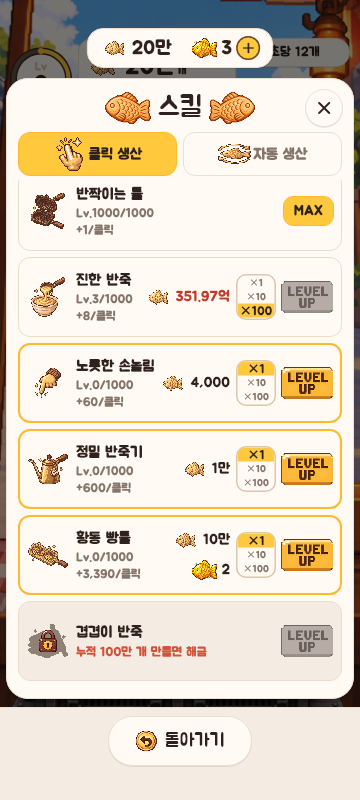 20만 3
Lv
초당 12개
스킬
클릭 생산 자동 생산
반짝이는 틀
Lv.1000/1000
+1/클릭
MAX
진한 반죽
Lv.3/1000
+8/클릭
351.97억
×1
×10
×100
LEVEL UP
노릇한 손놀림
Lv.0/1000
+60/클릭
4,000
×1
×10
×100
LEVEL UP
정밀 반죽기
Lv.0/1000
+600/클릭
1만
×1
×10
×100
LEVEL UP
황동 빵틀
Lv.0/1000
+3,390/클릭
10만
2
×1
×10
×100
LEVEL UP
겹겹이 반죽
누적 100만 개 만들면 해금
LEVEL UP
돌아가기